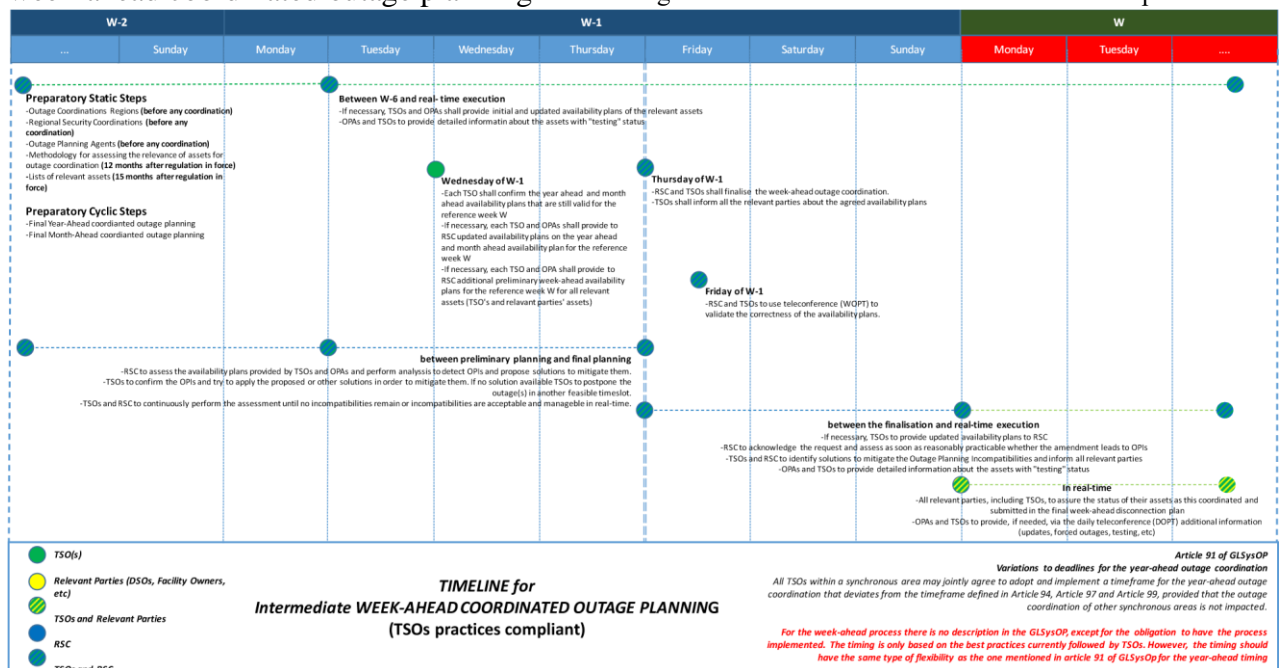 week-ahead coordinated outage planning
W-2 W-1 W
... Sunday Monday Tuesday Wednesday Thursday Friday Saturday Sunday Monday Tuesday ....
Preparatory Static Steps
-Outage Coordinations Regions (before any coordination)
-Regional Security Coordinations (before any
coordination)
-Outage Planning Agents (before any coordination)
-Methodology for assessing the relevance of assets for
outage coordination (12 months after regulation in force)
-Lists of relevant assets (15 months after regulation in
force)
Preparatory Cyclic Steps
-Final Year-Ahead coordianted outage planning
-Final Month-Ahead coordianted outage planning
Between W-6 and real- time execution
-If necessary, TSOs and OPAs shall provide initial and updated availability plans of the relevant assets
-OPAs and TSOs to provide detailed informatin about the assets with "testing" status
Wednesday of W-1
-Each TSO shall confirm the year ahead and month
ahead availability plans that are still valid for the
reference week W
-If necessary, each TSO and OPAs shall provide to
RSC updated availability plans on the year ahead
and month ahead availability plan for the reference
week W
-If necessary, each TSO and OPA shall provide to
RSC additional preliminary week-ahead availability
plans for the reference week W for all relevant
assets (TSO's and relevant parties' assets)
Thursday of W-1
-RSC and TSOs shall finalise the week-ahead outage coordination.
-TSOs shall inform all the relevant parties about the agreed availability plans
Friday of W-1
-RSC and TSOs to use teleconference (WOPT) to
validate the correctness of the availability plans.
between preliminary planning and final planning
-RSC to assess the availability plans provided by TSOs and OPAs and perform analysis to detect OPIs and propose solutions to mitigate them.
-TSOs to confirm the OPIs and try to apply the proposed or other solutions in order to mitigate them. If no solution available TSOs to postpone the
outage(s) in another feasible timeslot.
-TSOs and RSC to continuously perform the assessment until no incompatibilities remain or incompatibilities are acceptable and manageable in real-time.
between the finalisation and real-time execution
-If necessary, TSOs to provide updated availability plans to RSC
-RSC to acknowledge the request and assess as soon as reasonably practicable whether the amendment leads to OPIs
-TSOs and RSC to identify solutions to mitigate the Outage Planning Incompatibilities and inform all relevant parties
-OPAs and TSOs to provide detailed information about the assets with "testing" status
In real-time
-All relevant parties, including TSOs, to assure the status of their assets as this coordinated and
submitted in the final week-ahead disconnection plan
-OPAs and TSOs to provide, if needed, via the daily teleconference (DOPT) additional information
(updates, forced outages, testing, etc)
TSO(s)
Relevant Parties (DSOs, Facility Owners,
etc)
TSOs and Relevant Parties
RSC
TSOs and RSC
TIMELINE for
Intermediate WEEK-AHEAD COORDINATED OUTAGE PLANNING
(TSOs practices compliant)
Article 91 of GLSysOP
Variations to deadlines for the year-ahead outage coordination
All TSOs within a synchronous area may jointly agree to adopt and implement a timeframe for the year-ahead outage
coordination that deviates from the timeframe defined in Article 94, Article 97 and Article 99, provided that the outage
coordination of other synchronous areas is not impacted.
For the week-ahead process there is no description in the GLSysOP, except for the obligation to have the process
implemented. The timing is only based on the best practices currently followed by TSOs. However, the timing should
have the same type of flexibility as the one mentioned in article 91 of GLSysOp for the year-ahead timing